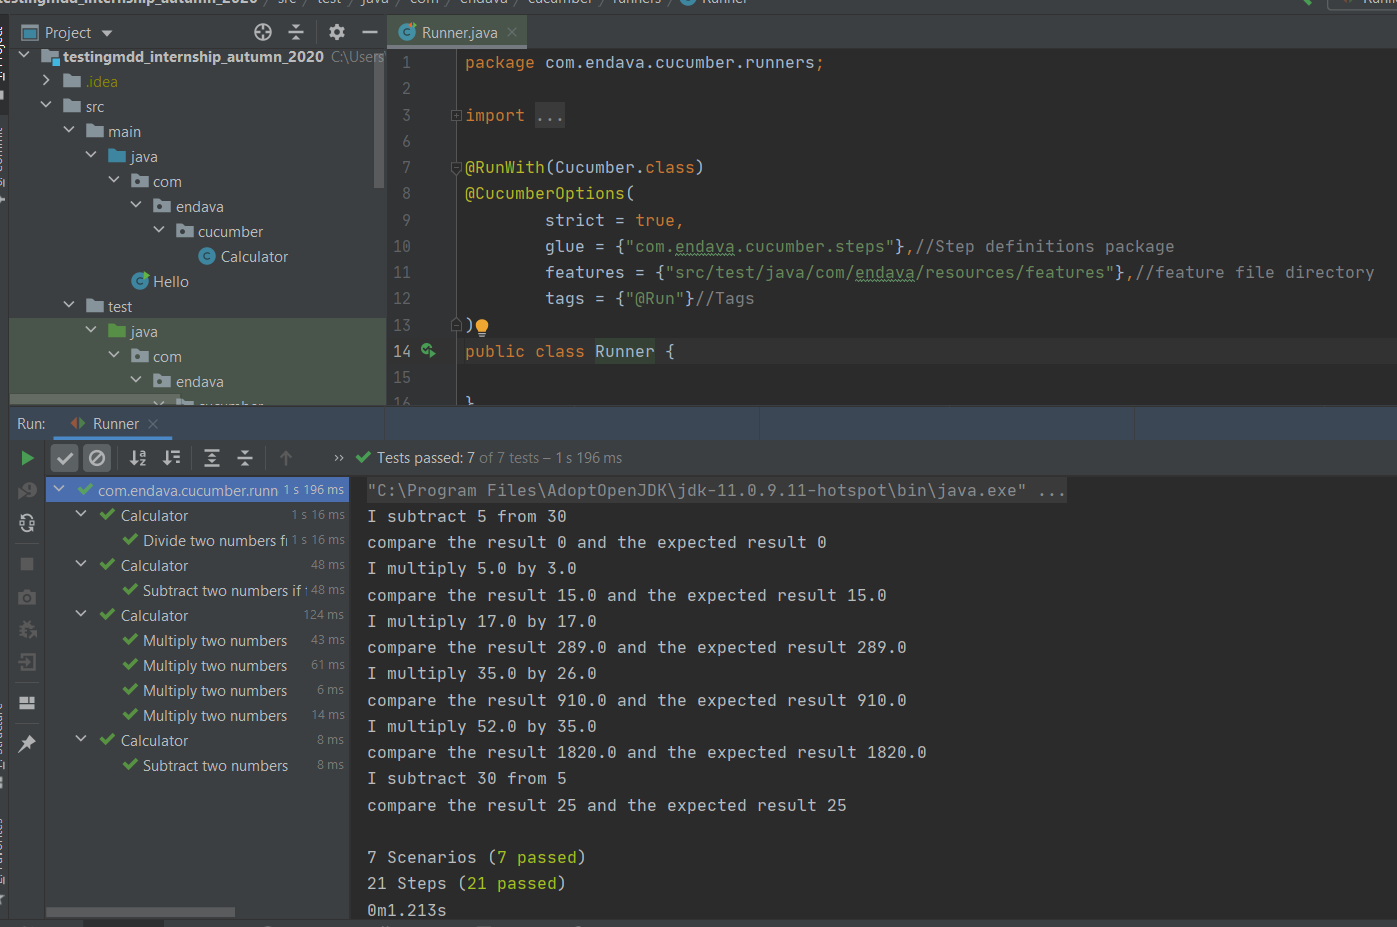 testingmdd_internship_autumn_2020 / src / test / java / com / endava / cucumber / runners / Runner
Project
Runner.java
testingmdd_internship_autumn_2020 C:\Users
.idea
src
main
java
com
endava
cucumber
Calculator
Hello
test
java
com
endava
cucumber
1 package com.endava.cucumber.runners;
2
3 import ...
6
7 @RunWith(Cucumber.class)
8 @CucumberOptions(
9 strict = true,
10 glue = {"com.endava.cucumber.steps"},//Step definitions package
11 features = {"src/test/java/com/endava/resources/features"},//feature file directory
12 tags = {"@Run"}//Tags
13 )
14 public class Runner {
15
16 }
Run: Runner
Tests passed: 7 of 7 tests – 1 s 196 ms
com.endava.cucumber.runn 1 s 196 ms
Calculator 1 s 16 ms
Divide two numbers fr 1 s 16 ms
Calculator 48 ms
Subtract two numbers if 48 ms
Calculator 124 ms
Multiply two numbers 43 ms
Multiply two numbers 61 ms
Multiply two numbers 6 ms
Multiply two numbers 14 ms
Calculator 8 ms
Subtract two numbers 8 ms
"C:\Program Files\AdoptOpenJDK\jdk-11.0.9.11-hotspot\bin\java.exe" ...
I subtract 5 from 30
compare the result 0 and the expected result 0
I multiply 5.0 by 3.0
compare the result 15.0 and the expected result 15.0
I multiply 17.0 by 17.0
compare the result 289.0 and the expected result 289.0
I multiply 35.0 by 26.0
compare the result 910.0 and the expected result 910.0
I multiply 52.0 by 35.0
compare the result 1820.0 and the expected result 1820.0
I subtract 30 from 5
compare the result 25 and the expected result 25
7 Scenarios (7 passed)
21 Steps (21 passed)
0m1.213s